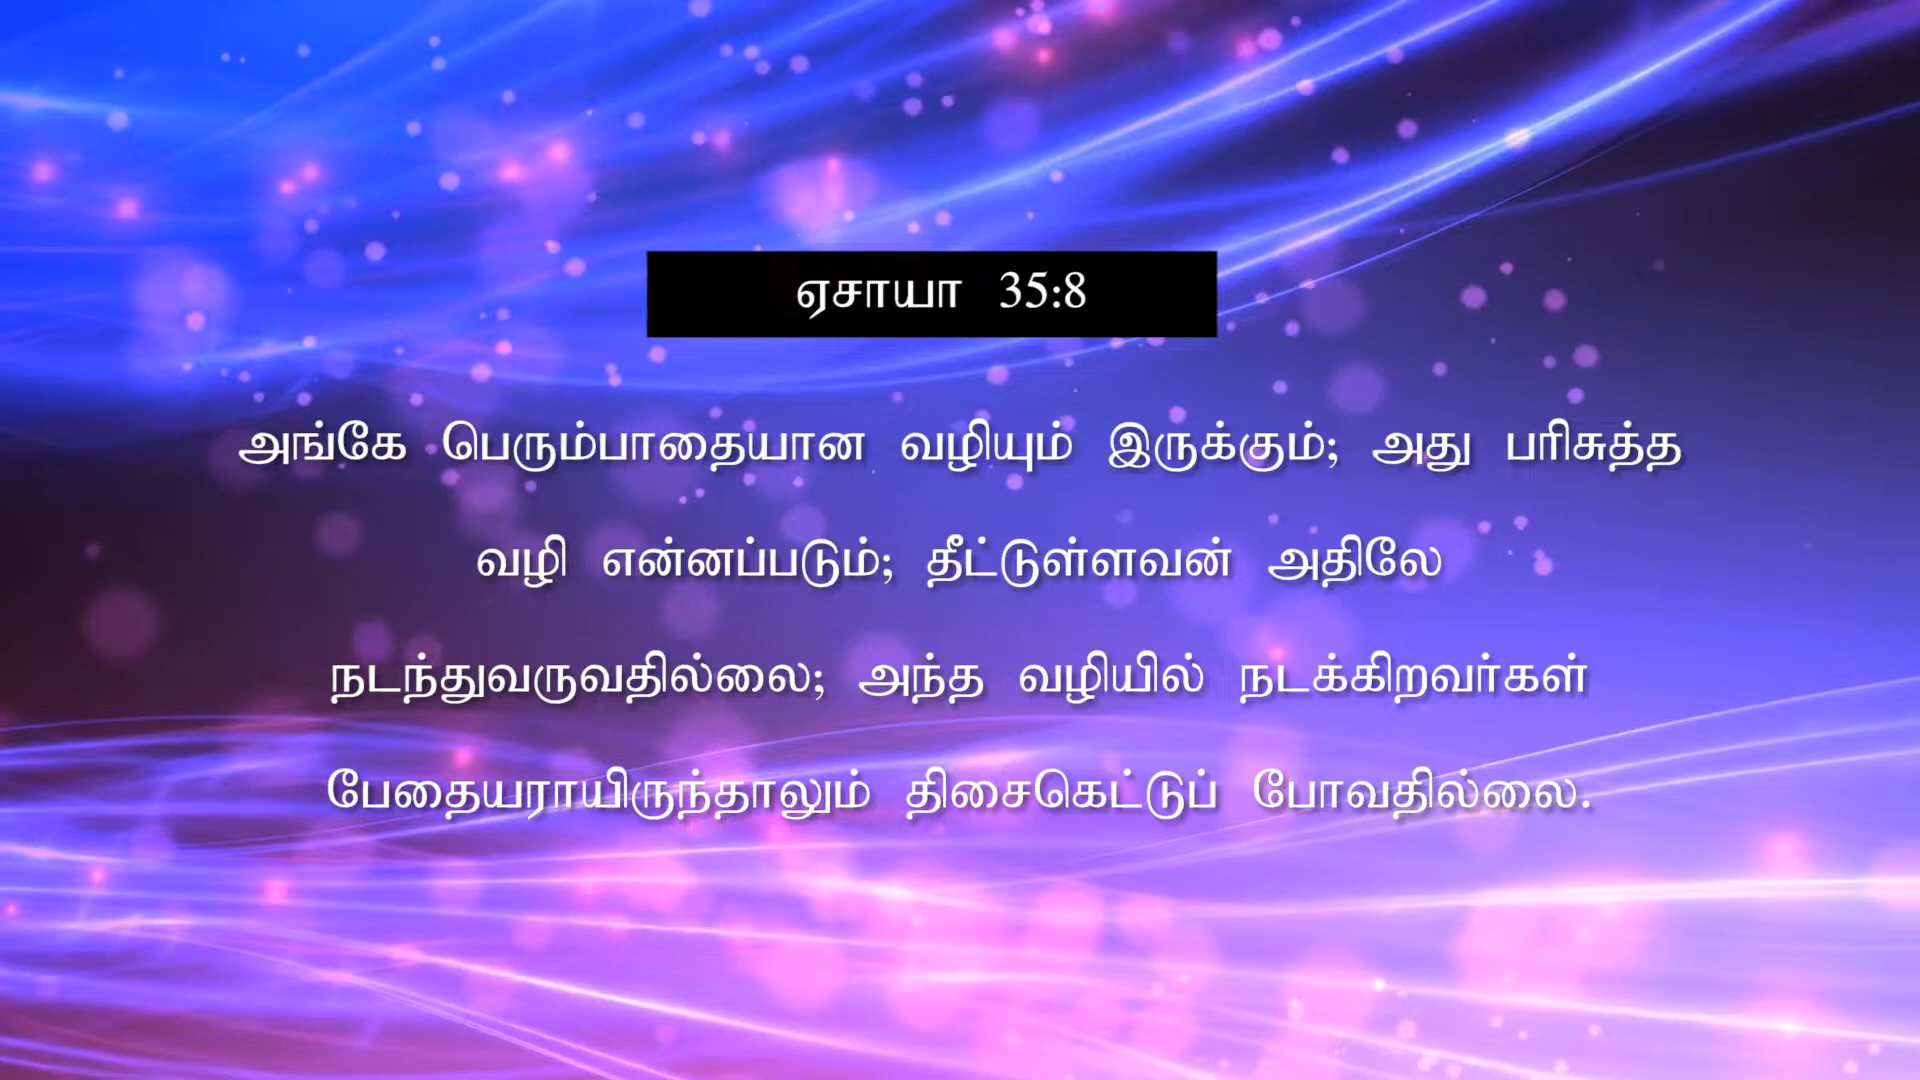 ஏசாயா 35:8
அங்கே பெரும்பாதையான வழியும் இருக்கும்; அது பரிசுத்த
வழி என்னப்படும்; தீட்டுள்ளவன் அதிலே
நடந்துவருவதில்லை; அந்த வழியில் நடக்கிறவர்கள்
பேதையராயிருந்தாலும் திசைகெட்டுப் போவதில்லை.